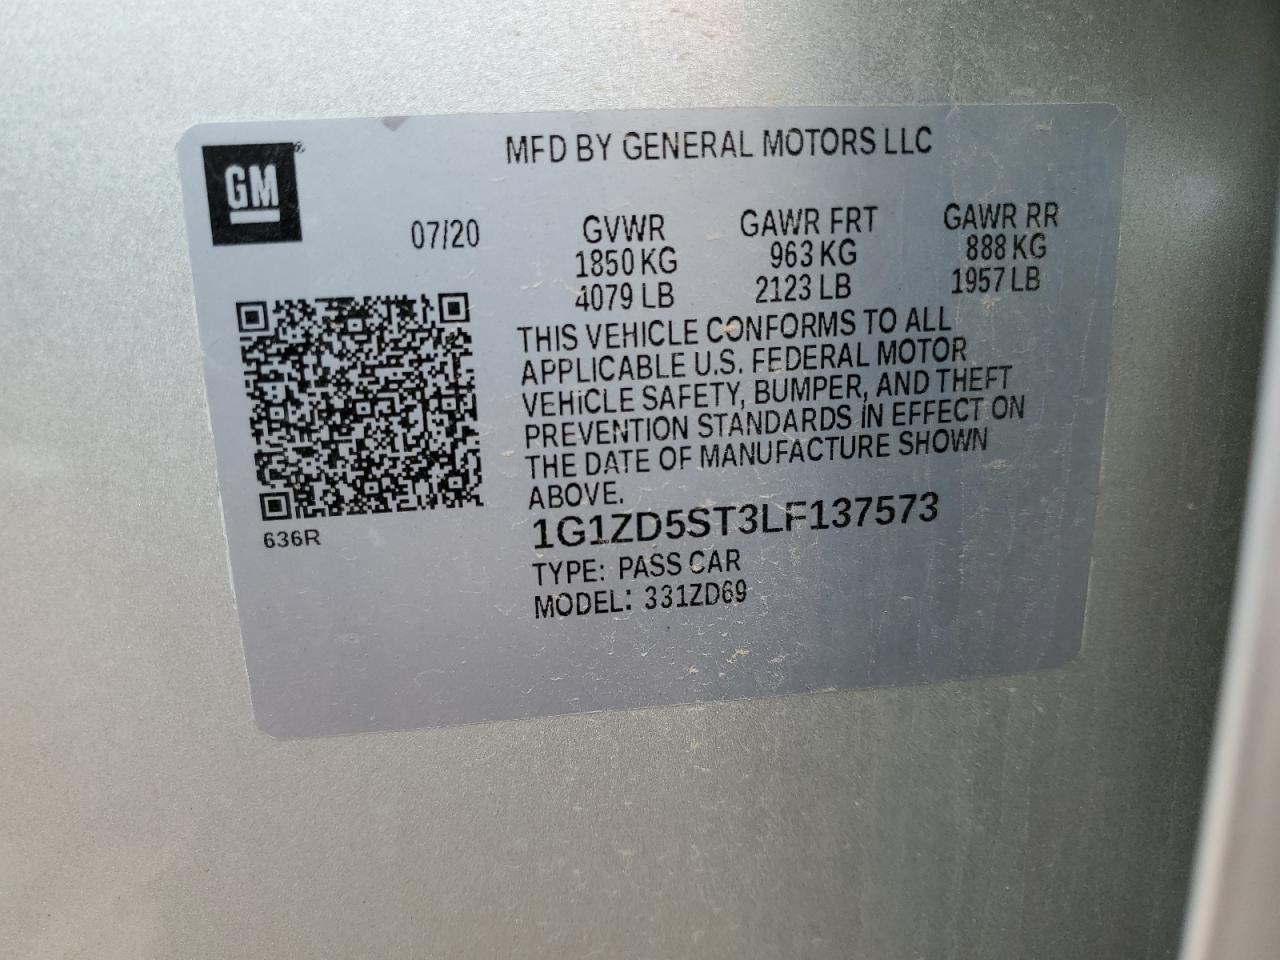 GM®
MFD BY GENERAL MOTORS LLC
07/20
GVWR GAWR FRT GAWR RR
1850 KG 963 KG 888 KG
4079 LB 2123 LB 1957 LB
THIS VEHICLE CONFORMS TO ALL
APPLICABLE U.S. FEDERAL MOTOR
VEHICLE SAFETY, BUMPER, AND THEFT
PREVENTION STANDARDS IN EFFECT ON
THE DATE OF MANUFACTURE SHOWN
ABOVE.
636R
1G1ZD5ST3LF137573
TYPE: PASS CAR
MODEL: 331ZD69